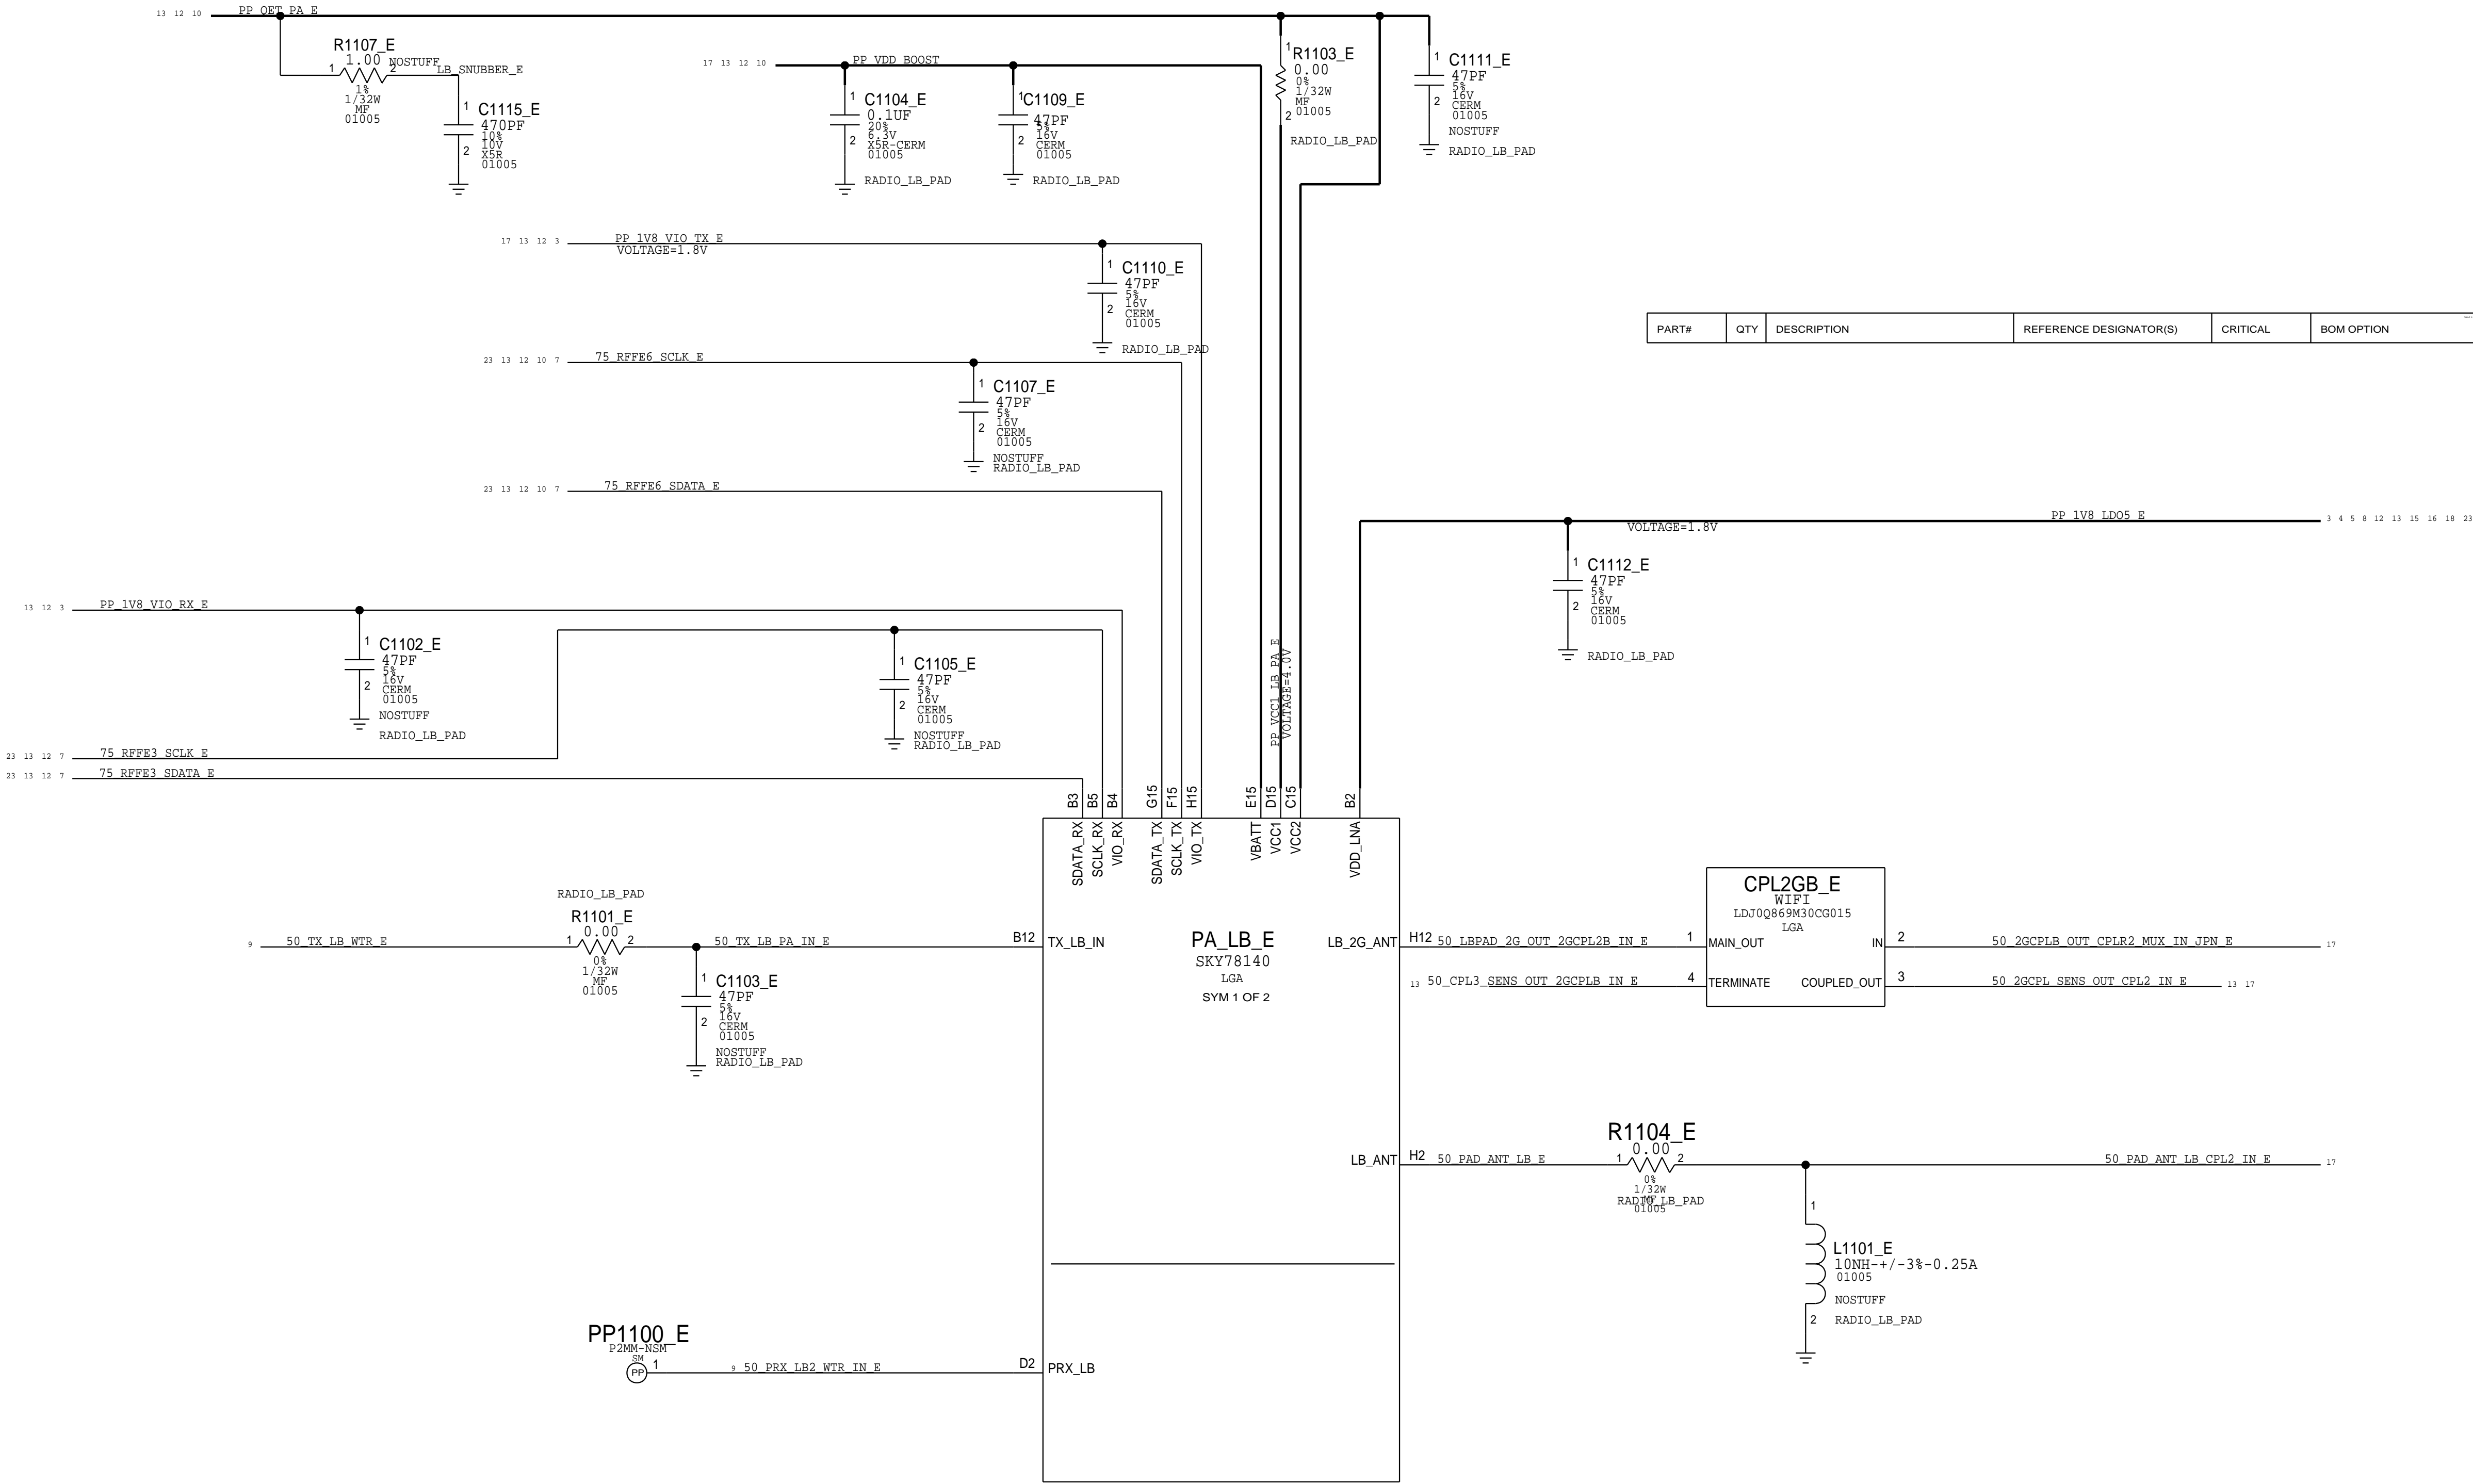 13 12 10 PP_QET_PA_E
R1107_E
1.00
NOSTUFF
1 2
LB_SNUBBER_E
1%
1/32W
MF
01005
1
C1115_E
470PF
10%
10V
X5R
01005
2
17 13 12 10 PP_VDD_BOOST
1
C1104_E
0.1UF
20%
6.3V
X5R-CERM
01005
2
RADIO_LB_PAD
1
C1109_E
47PF
5%
16V
CERM
01005
2
RADIO_LB_PAD
1
R1103_E
0.00
0%
1/32W
MF
01005
2
RADIO_LB_PAD
1
C1111_E
47PF
5%
16V
CERM
01005
2
NOSTUFF
RADIO_LB_PAD
17 13 12 3 PP_1V8_VIO_TX_E
VOLTAGE=1.8V
1
C1110_E
47PF
5%
16V
CERM
01005
2
RADIO_LB_PAD
PART# QTY DESCRIPTION REFERENCE DESIGNATOR(S) CRITICAL BOM OPTION
23 13 12 10 7 75_RFFE6_SCLK_E
1
C1107_E
47PF
5%
16V
CERM
01005
2
NOSTUFF
RADIO_LB_PAD
23 13 12 10 7 75_RFFE6_SDATA_E
VOLTAGE=1.8V
PP_1V8_LDO5_E 3 4 5 8 12 13 15 16 18 23
1
C1112_E
47PF
5%
16V
CERM
01005
2
RADIO_LB_PAD
13 12 3 PP_1V8_VIO_RX_E
1
C1102_E
47PF
5%
16V
CERM
01005
2
NOSTUFF
RADIO_LB_PAD
1
C1105_E
47PF
5%
16V
CERM
01005
2
NOSTUFF
RADIO_LB_PAD
PP_VCC1_LB_PA_E
VOLTAGE=4.0V
23 13 12 7 75_RFFE3_SCLK_E
23 13 12 7 75_RFFE3_SDATA_E
B3 B5 B4 G15 F15 H15 E15 D15 C15 B2
SDATA_RX SCLK_RX VIO_RX SDATA_TX SCLK_TX VIO_TX VBATT VCC1 VCC2 VDD_LNA
RADIO_LB_PAD
R1101_E
0.00
9 50_TX_LB_WTR_E 1 2 50_TX_LB_PA_IN_E B12 TX_LB_IN
0%
1/32W
MF
01005
1
C1103_E
47PF
5%
16V
CERM
01005
2
NOSTUFF
RADIO_LB_PAD
PA_LB_E
SKY78140
LGA
SYM 1 OF 2
LB_2G_ANT H12 50_LBPAD_2G_OUT_2GCPL2B_IN_E 1
13 50_CPL3_SENS_OUT_2GCPLB_IN_E 4
CPL2GB_E
WIFI
LDJ0Q869M30CG015
LGA
MAIN_OUT IN
TERMINATE COUPLED_OUT
2 50_2GCPLB_OUT_CPLR2_MUX_IN_JPN_E 17
3 50_2GCPL_SENS_OUT_CPL2_IN_E 13 17
R1104_E
0.00
LB_ANT H2 50_PAD_ANT_LB_E 1 2 50_PAD_ANT_LB_CPL2_IN_E 17
0%
1/32W
MF
RADIO_LB_PAD
01005
1
L1101_E
10NH-+/-3%-0.25A
01005
NOSTUFF
2
RADIO_LB_PAD
PP1100_E
P2MM-NSM
SM
PP 1 9 50_PRX_LB2_WTR_IN_E D2 PRX_LB